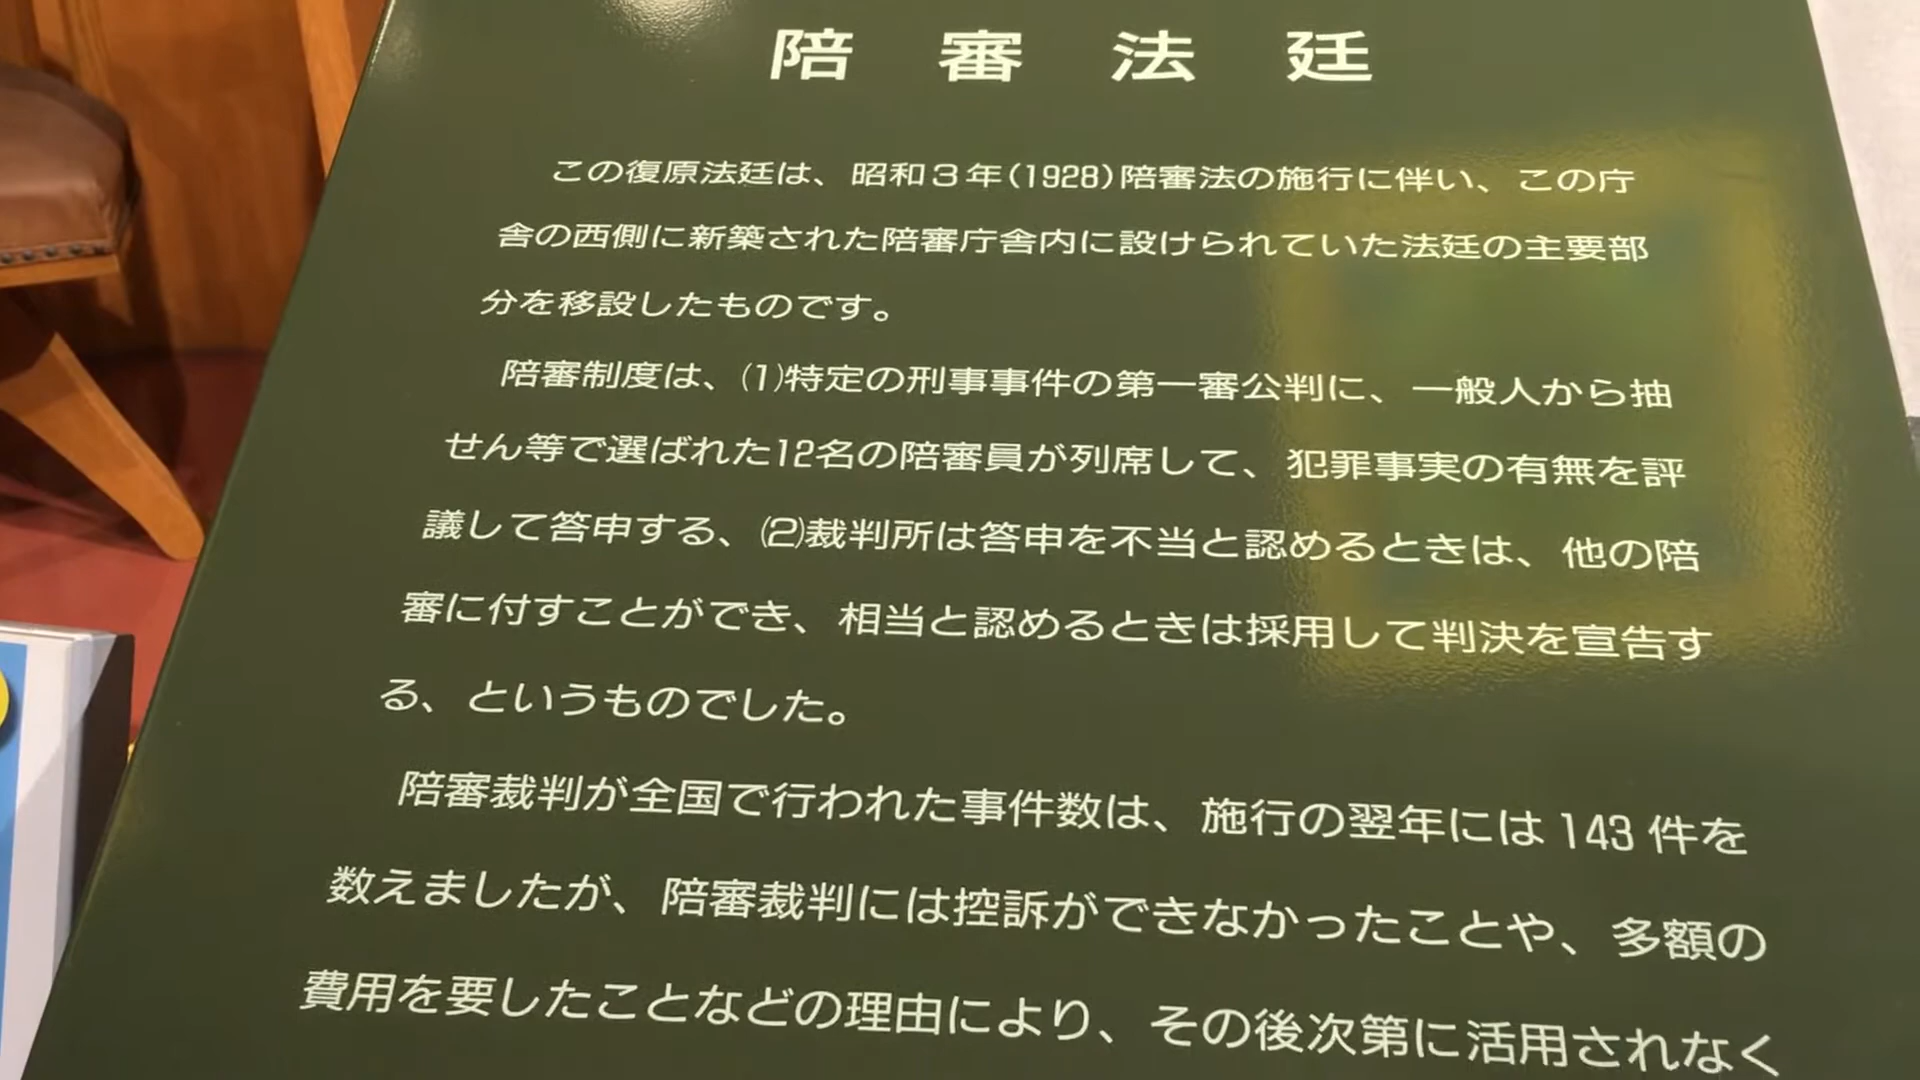 陪審法廷
この復原法廷は、昭和3年(1928)陪審法の施行に伴い、この庁
舎の西側に新築された陪審庁舎内に設けられていた法廷の主要部
分を移設したものです。
陪審制度は、(1)特定の刑事事件の第一審公判に、一般人から抽
せん等で選ばれた12名の陪審員が列席して、犯罪事実の有無を評
議して答申する、(2)裁判所は答申を不当と認めるときは、他の陪
審に付すことができ、相当と認めるときは採用して判決を宣告す
る、というものでした。
陪審裁判が全国で行われた事件数は、施行の翌年には143件を
数えましたが、陪審裁判には控訴ができなかったことや、多額の
費用を要したことなどの理由により、その後次第に活用されなく